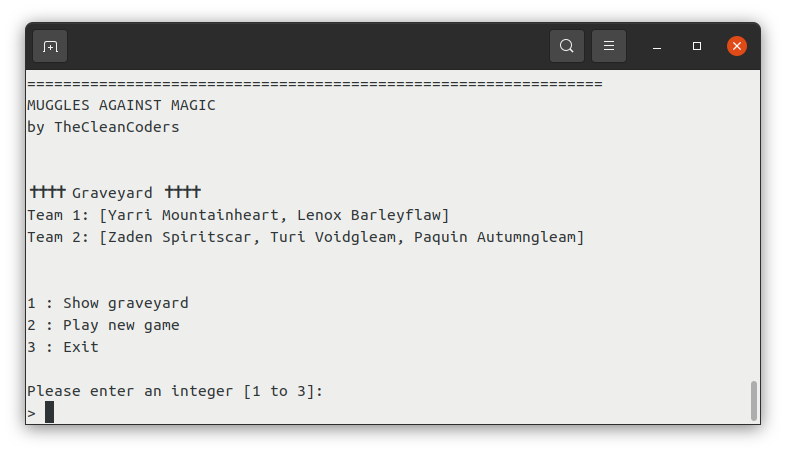 ================================================================
MUGGLES AGAINST MAGIC
by TheCleanCoders
✝✝✝✝ Graveyard ✝✝✝✝
Team 1: [Yarri Mountainheart, Lenox Barleyflaw]
Team 2: [Zaden Spiritscar, Turi Voidgleam, Paquin Autumngleam]
1 : Show graveyard
2 : Play new game
3 : Exit
Please enter an integer [1 to 3]:
>